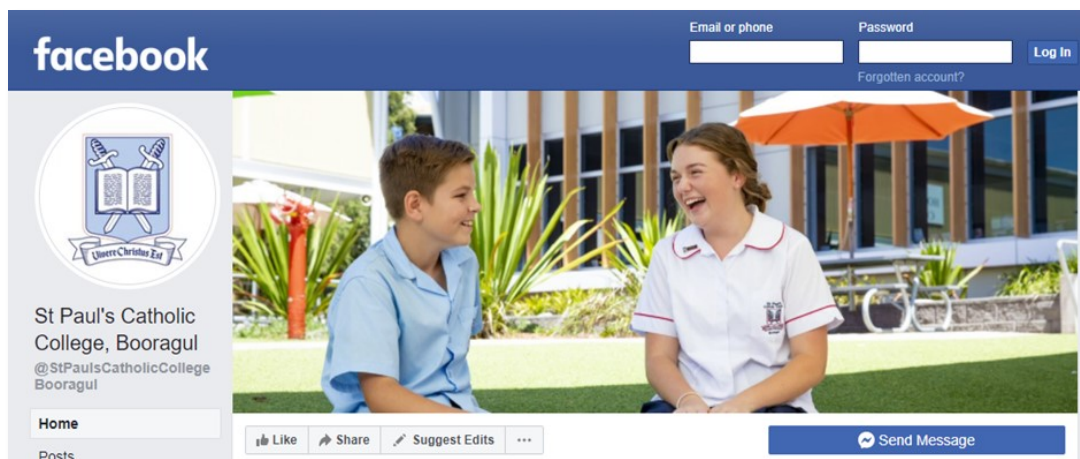 facebook
Email or phone
Password
Log In
Forgotten account?
Vivere Christus Est
St Paul's Catholic
College, Booragul
@StPaulsCatholicCollege
Booragul
Home
Posts
Like
Share
Suggest Edits
...
Send Message